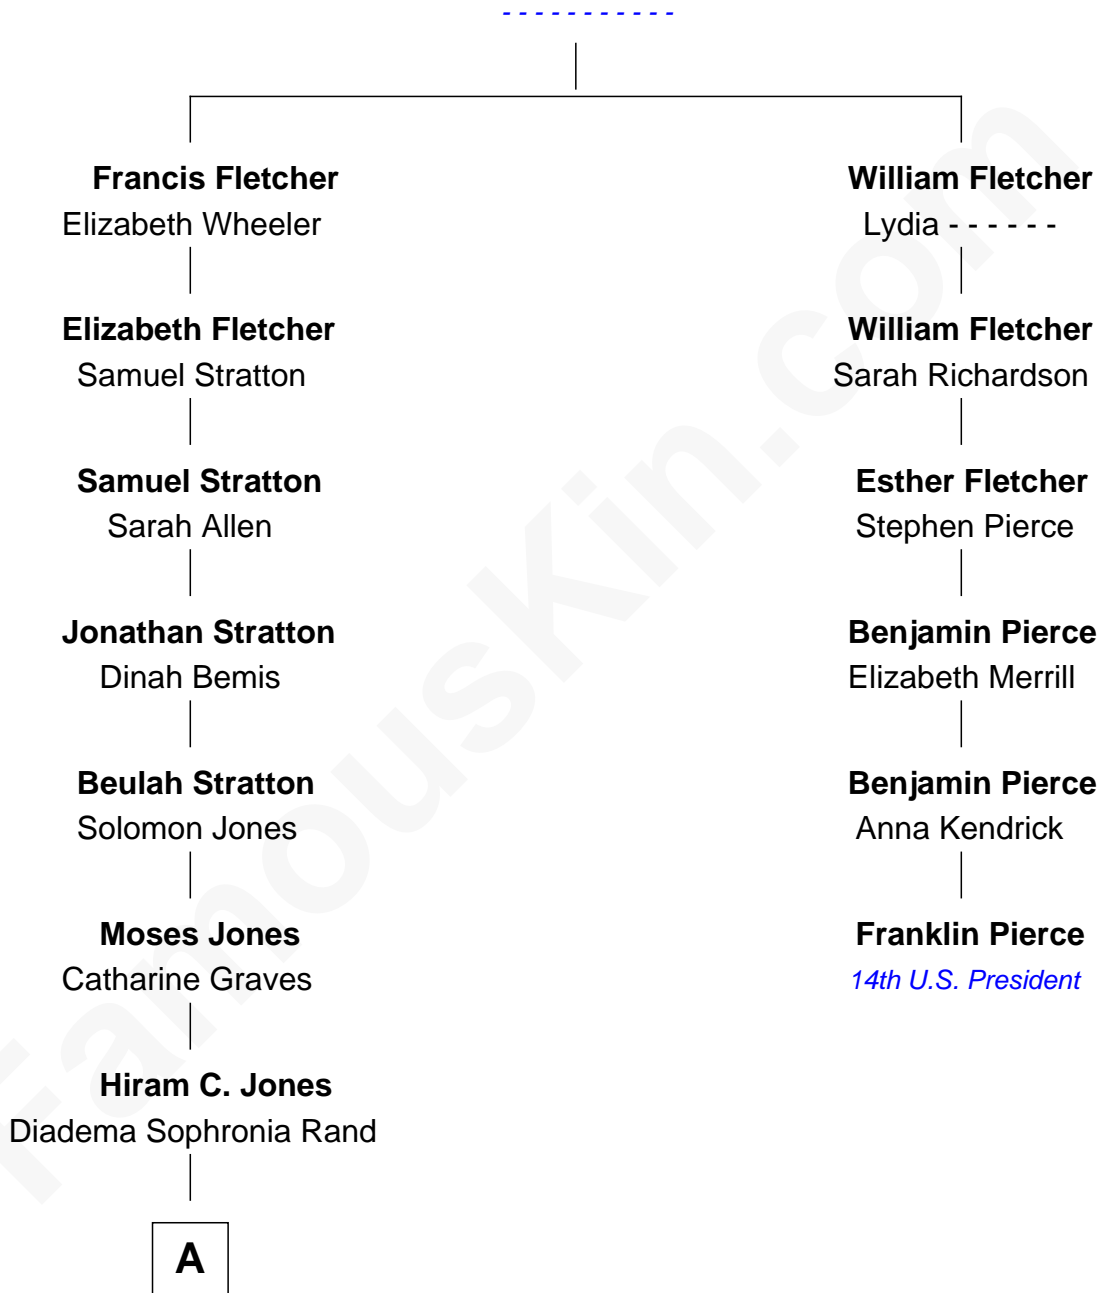 - - - - - - - - - - -
Francis Fletcher
Elizabeth Wheeler
William Fletcher
Lydia - - - - - -
Elizabeth Fletcher
Samuel Stratton
William Fletcher
Sarah Richardson
Samuel Stratton
Sarah Allen
Esther Fletcher
Stephen Pierce
Jonathan Stratton
Dinah Bemis
Benjamin Pierce
Elizabeth Merrill
Beulah Stratton
Solomon Jones
Benjamin Pierce
Anna Kendrick
Moses Jones
Catharine Graves
Franklin Pierce
14th U.S. President
Hiram C. Jones
Diadema Sophronia Rand
A
FamousKin.com